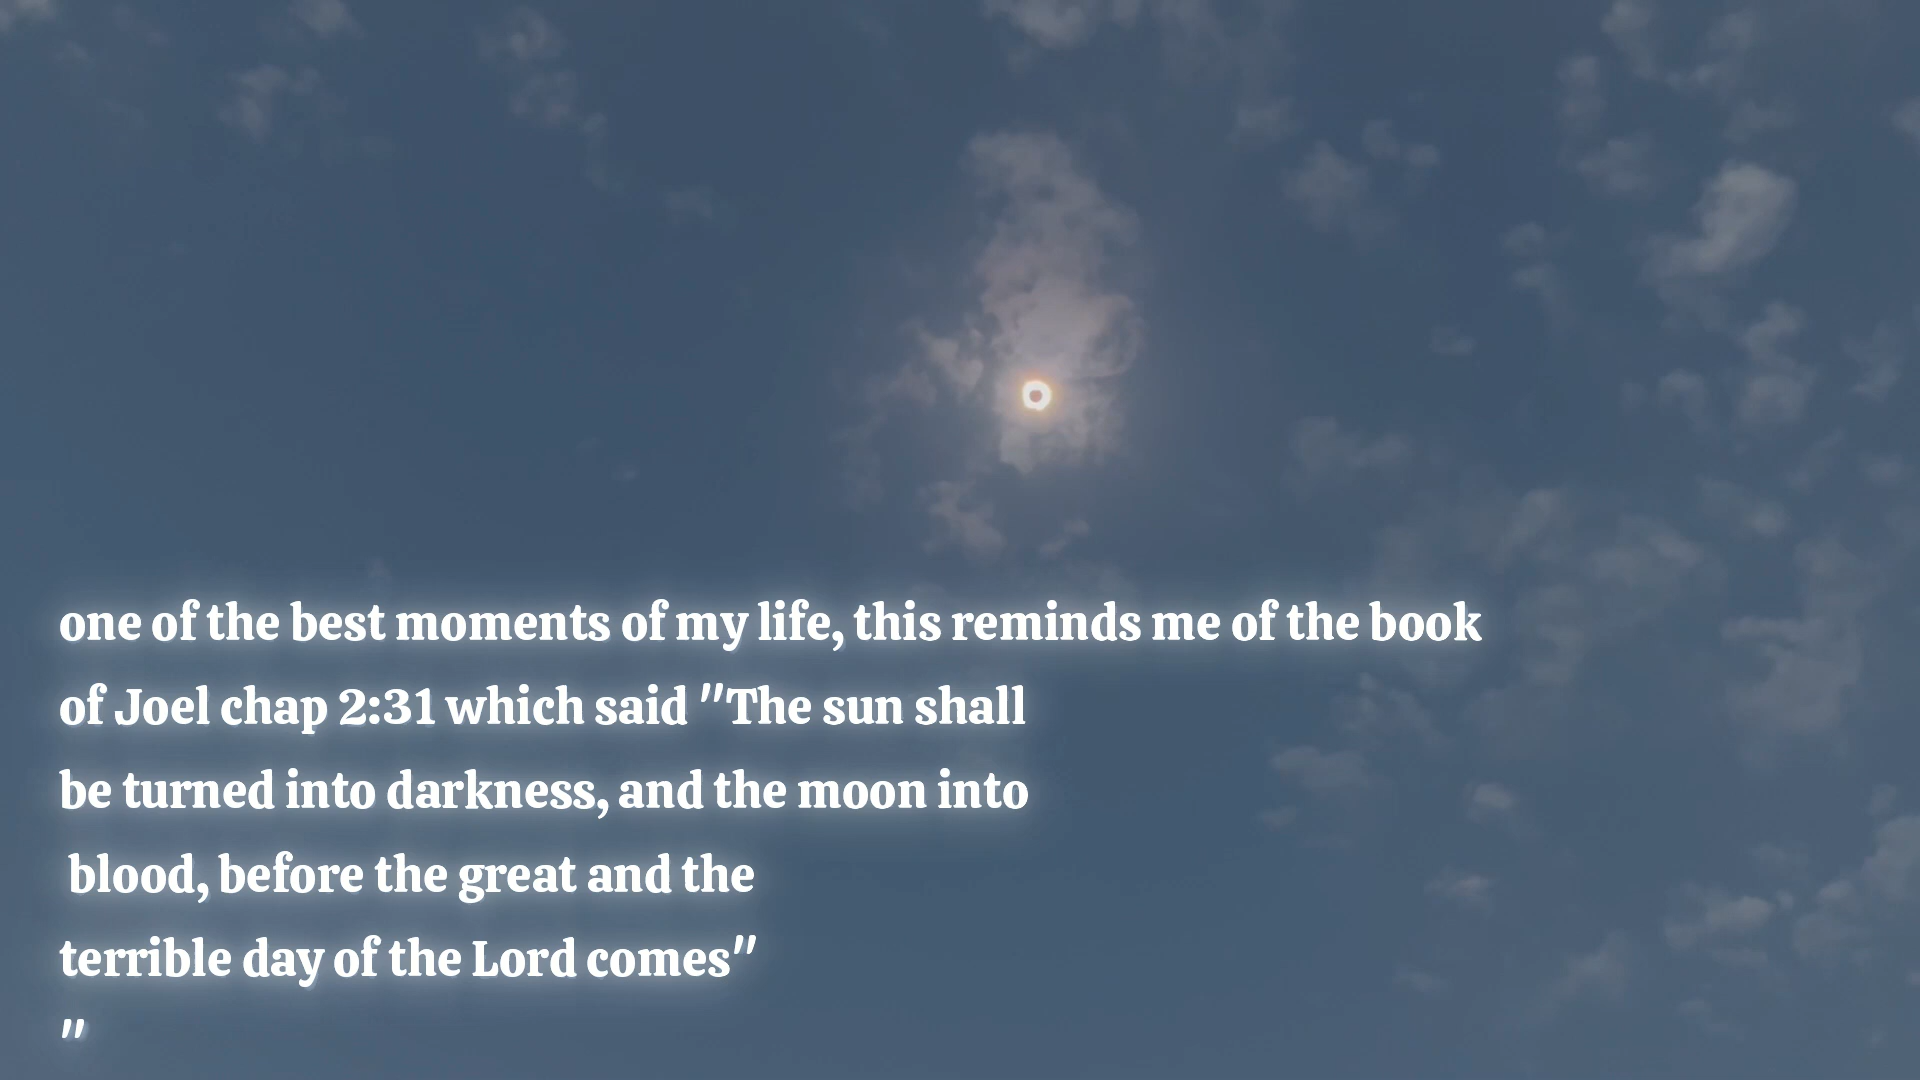 one of the best moments of my life, this reminds me of the book
of Joel chap 2:31 which said "The sun shall
be turned into darkness, and the moon into
blood, before the great and the
terrible day of the Lord comes"
"